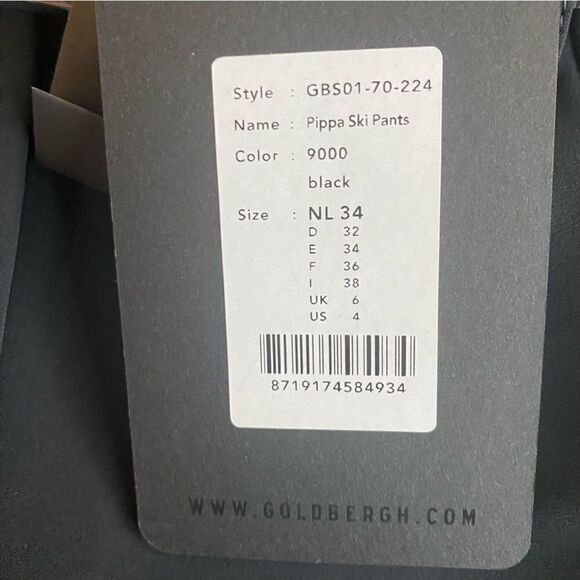 Style : GBS01-70-224
Name : Pippa Ski Pants
Color : 9000
black
Size : NL 34
D 32
E 34
F 36
I 38
UK 6
US 4
8719174584934
WWW.GOLDBERGH.COM